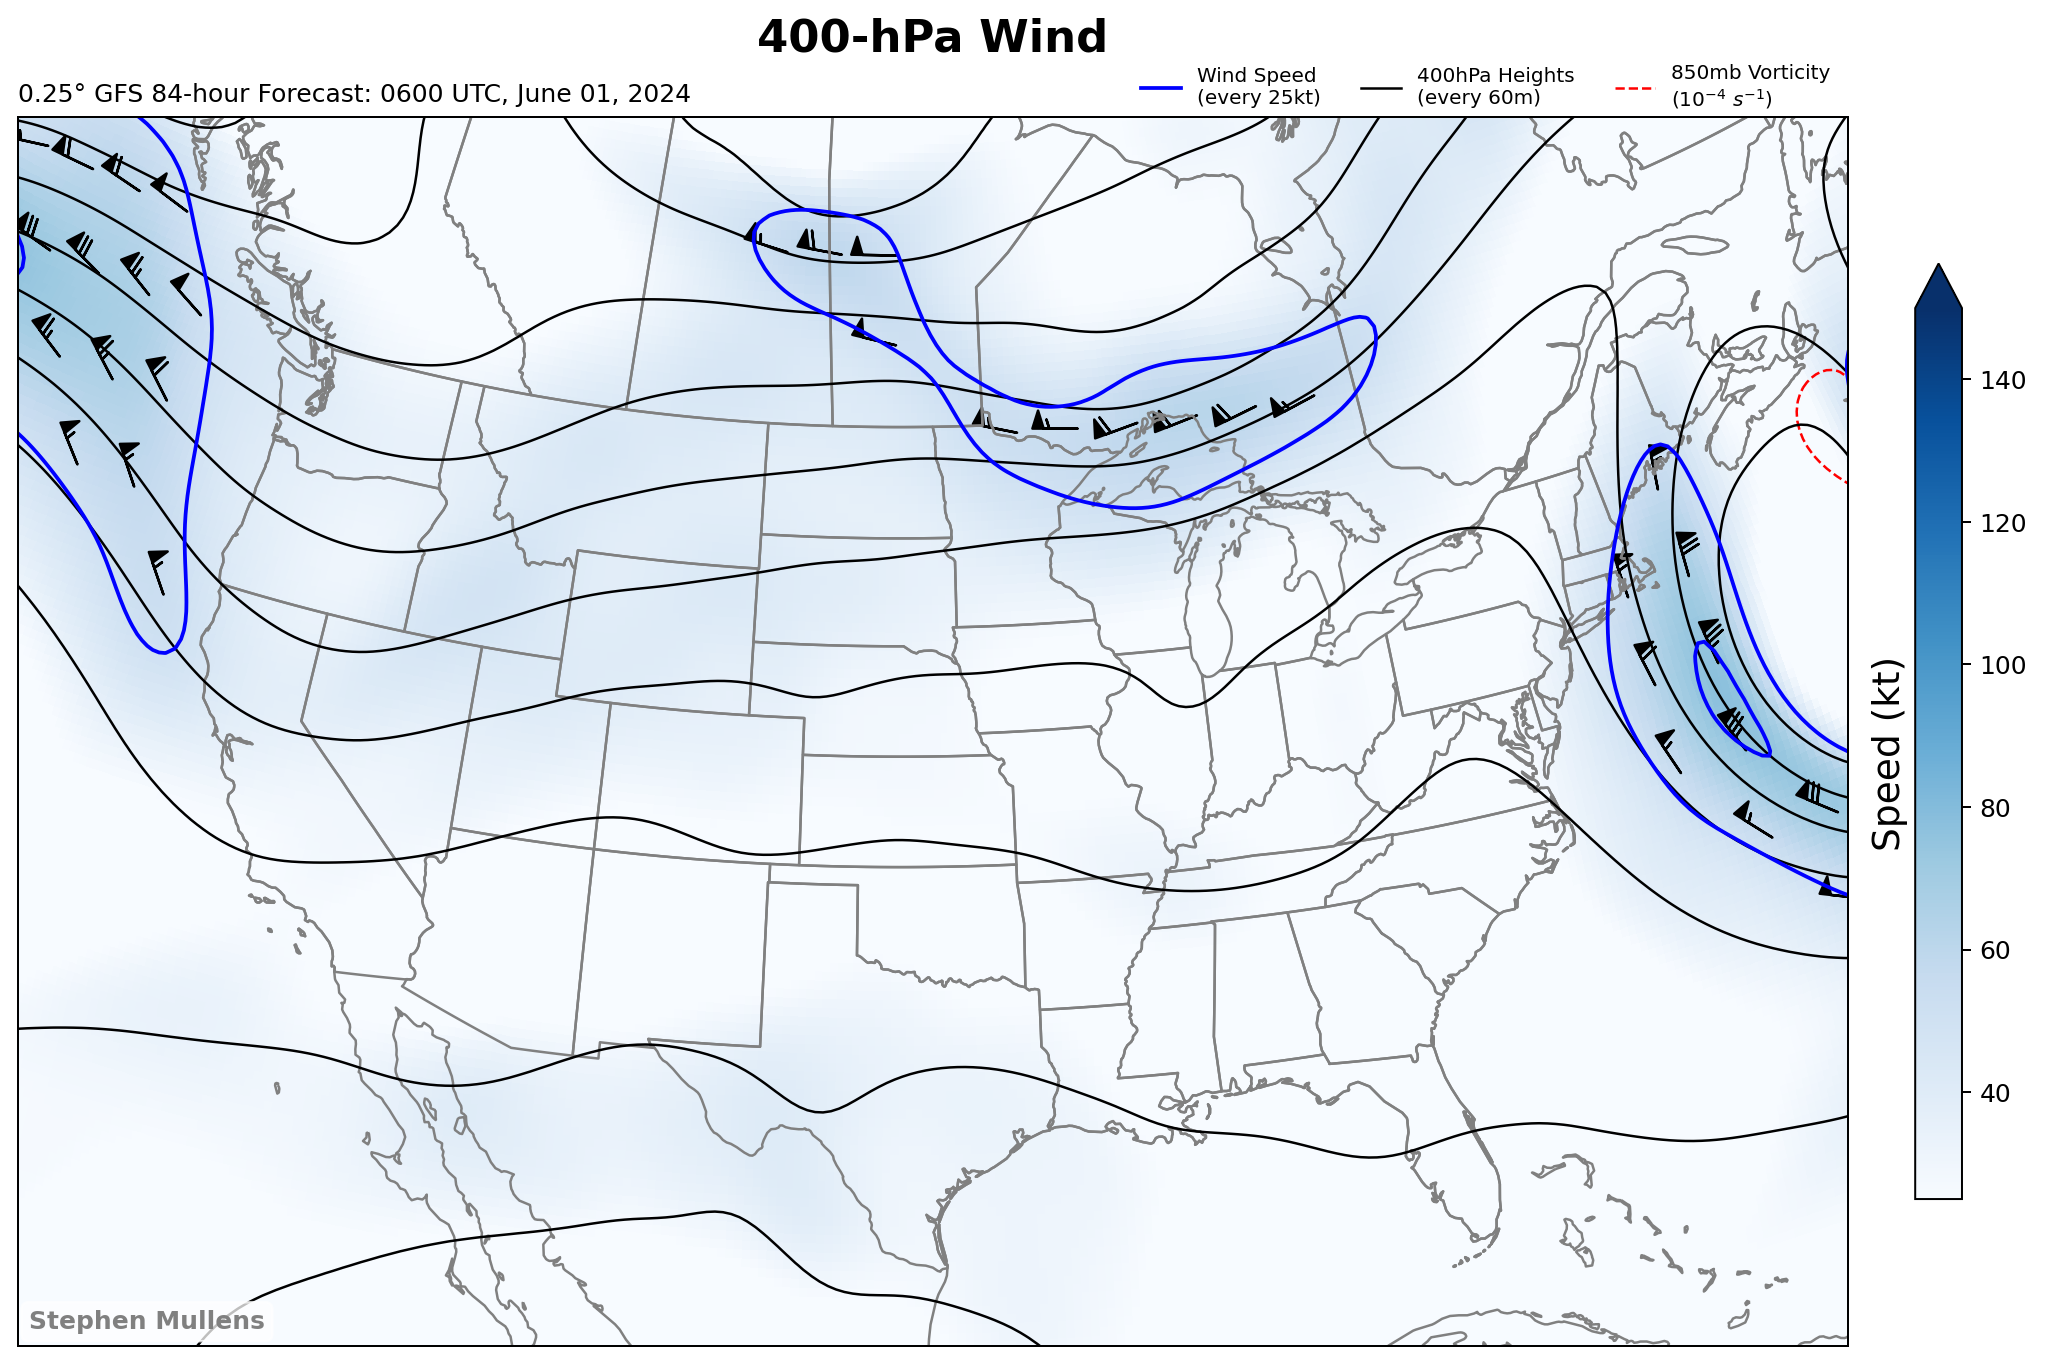 400-hPa Wind
0.25° GFS 84-hour Forecast: 0600 UTC, June 01, 2024
Wind Speed
(every 25kt)
400hPa Heights
(every 60m)
850mb Vorticity
(10⁻⁴ s⁻¹)
140
120
100
80
60
40
Speed (kt)
Stephen Mullens